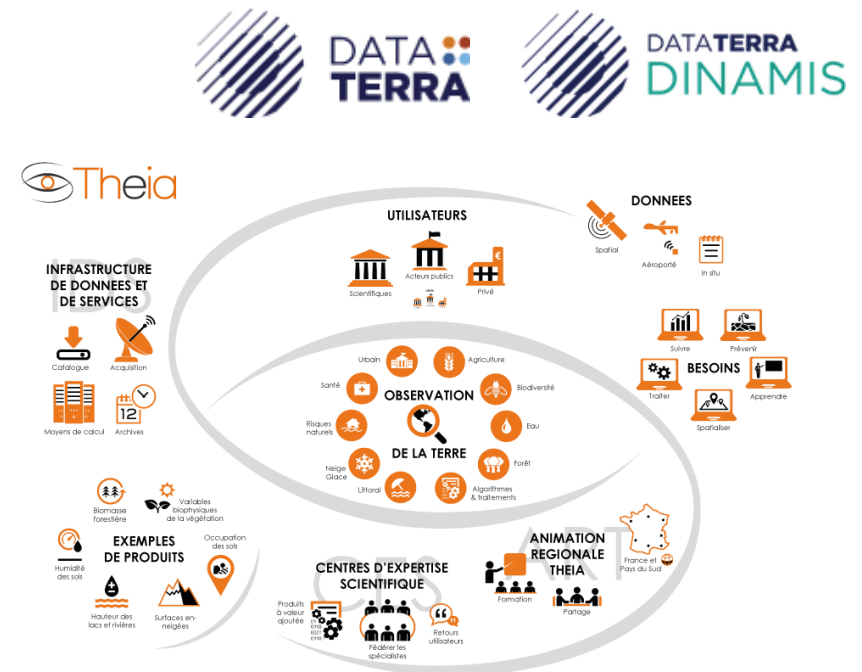 DATA
TERRA
DATATERRA
DINAMIS
Theia
UTILISATEURS
Scientifiques
Acteurs publics
€
Privé
DONNEES
Spatial
Aéroporté
In situ
IDS
INFRASTRUCTURE
DE DONNEES ET
DE SERVICES
Catalogue
Acquisition
12
Moyens de calcul
Archives
Suivre
Prévenir
BESOINS
Traiter
Apprendre
Spatialiser
Urbain
Agriculture
Santé
Biodiversité
OBSERVATION
DE LA TERRE
Risques
naturels
Eau
Neige
Glace
Forêt
Littoral
Algorithmes
& traitements
Biomasse
forestière
Variables
biophysiques
de la végétation
EXEMPLES
DE PRODUITS
Occupation
des sols
Humidité
des sols
Hauteur des
lacs et rivières
Surfaces en-
neigées
CES
CENTRES D'EXPERTISE
SCIENTIFIQUE
Produits
à valeur
ajoutée
Fédérer les
spécialistes
Retours
utilisateurs
ART
ANIMATION
REGIONALE
THEIA
Formation
Partage
France et
Pays du Sud